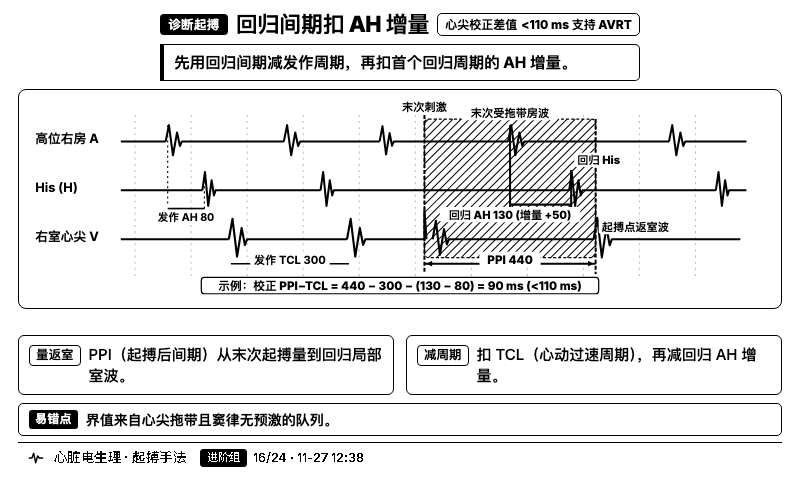 诊断起搏 回归间期扣 AH 增量 心尖校正差值 <110 ms 支持 AVRT
先用回归间期减发作周期，再扣首个回归周期的 AH 增量。
末次刺激
末次受拖带房波
高位右房 A
回归 His
His (H)
发作 AH 80
回归 AH 130 (增量 +50)
起搏点返室波
右室心尖 V
发作 TCL 300
PPI 440
示例：校正 PPI−TCL = 440 − 300 − (130 − 80) = 90 ms (<110 ms)
量返室 PPI（起搏后间期）从末次起搏量到回归局部
室波。
减周期 扣 TCL（心动过速周期），再减回归 AH 增
量。
易错点 界值来自心尖拖带且窦律无预激的队列。
心脏电生理 · 起搏手法 进阶组 16/24 · 11-27 12:38